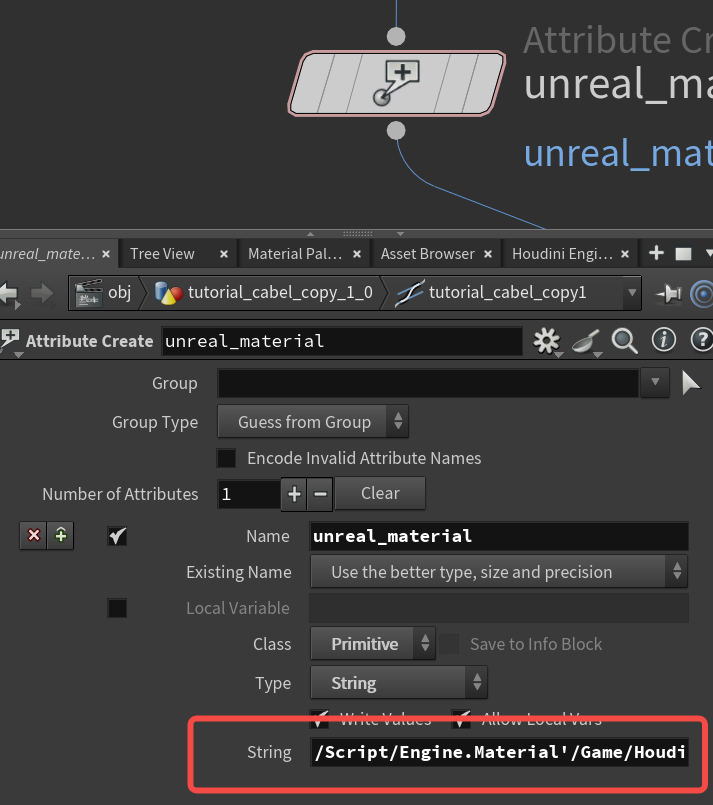 Attribute Cr
unreal_ma
unreal_mat
unreal_mate... × Tree View × Material Pal... × Asset Browser × Houdini Engi... ×
obj tutorial_cabel_copy_1_0 tutorial_cabel_copy1
Attribute Create unreal_material
Group
Group Type Guess from Group
Encode Invalid Attribute Names
Number of Attributes 1 + − Clear
Name unreal_material
Existing Name Use the better type, size and precision
Local Variable
Class Primitive Save to Info Block
Type String
Write Values Allow Local Vars
String /Script/Engine.Material'/Game/Houdi